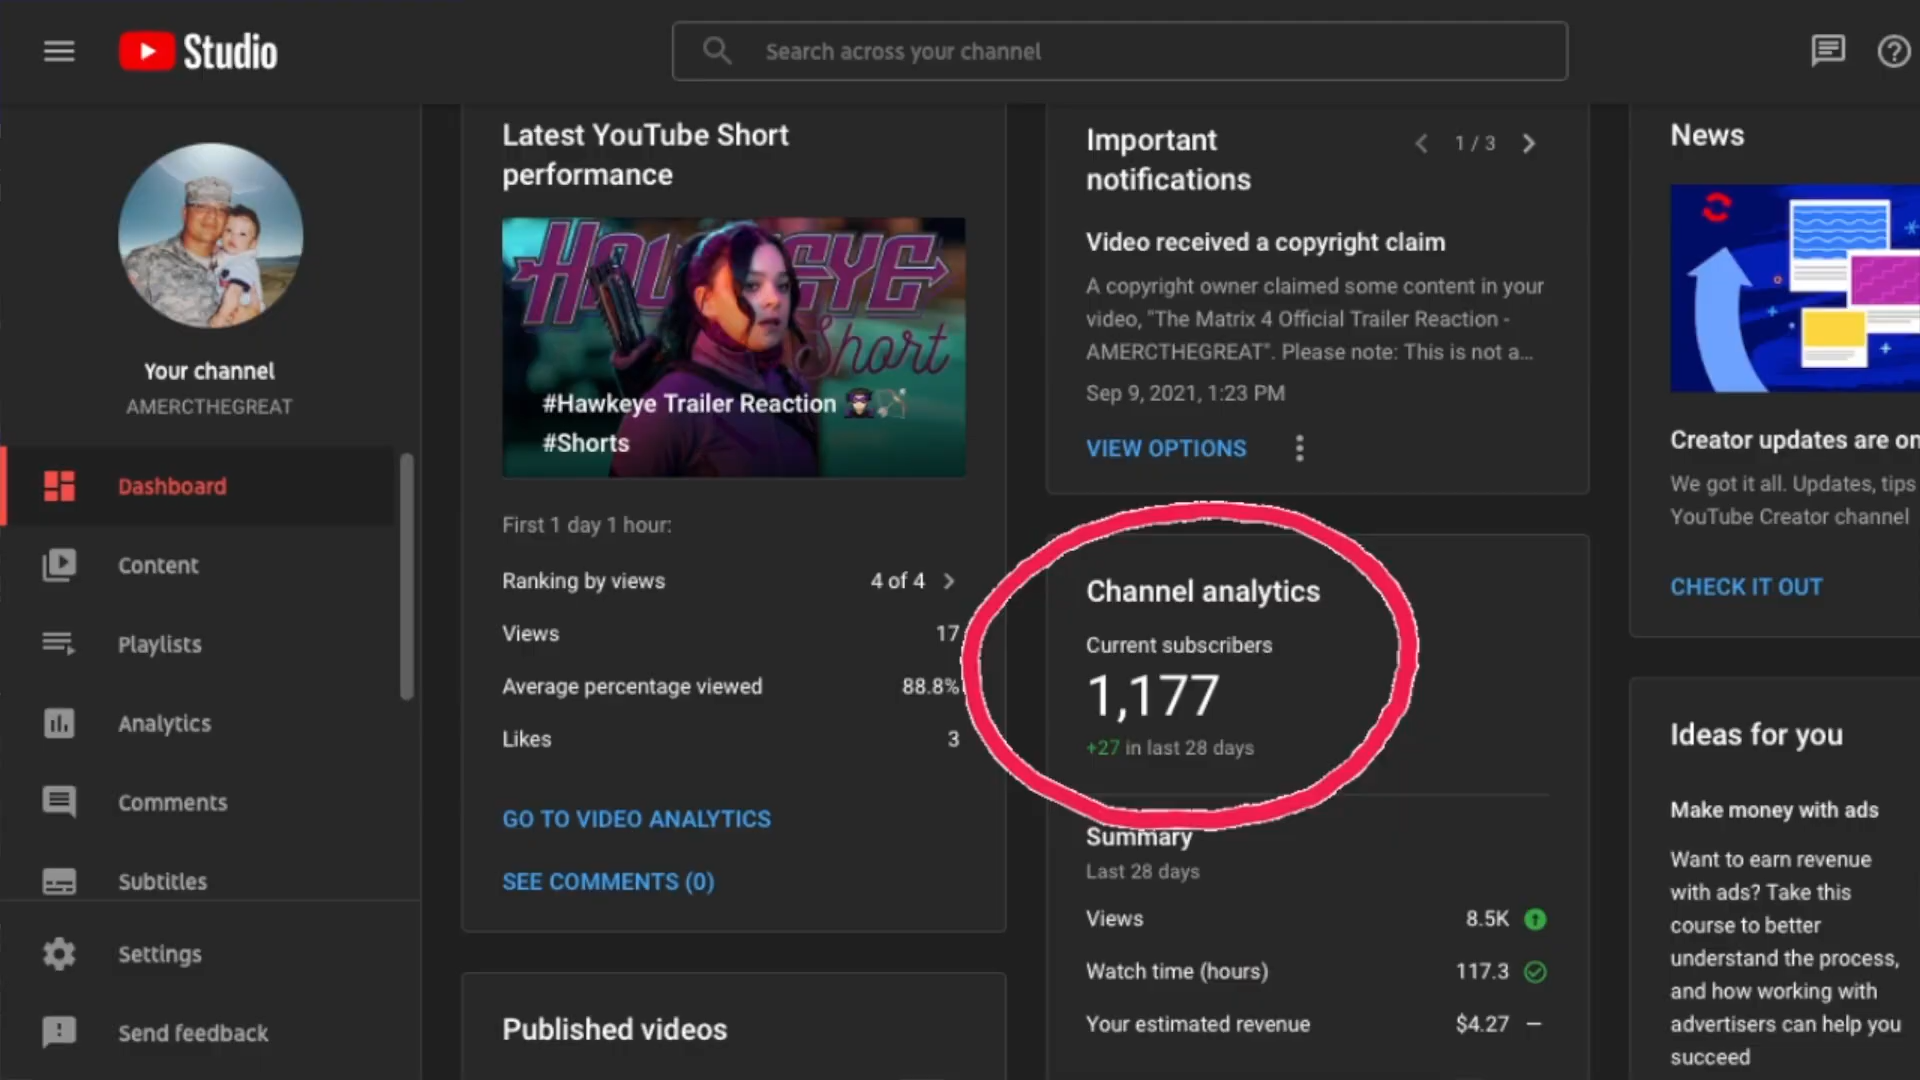 Studio
Search across your channel
Your channel
AMERCTHEGREAT
Dashboard
Content
Playlists
Analytics
Comments
Subtitles
Settings
Send feedback
Latest YouTube Short
performance
HAWKEYE
Short
#Hawkeye Trailer Reaction
#Shorts
First 1 day 1 hour:
Ranking by views 4 of 4
Views 17
Average percentage viewed 88.8%
Likes 3
GO TO VIDEO ANALYTICS
SEE COMMENTS (0)
Published videos
Important
notifications
1 / 3
Video received a copyright claim
A copyright owner claimed some content in your
video, "The Matrix 4 Official Trailer Reaction -
AMERCTHEGREAT". Please note: This is not a...
Sep 9, 2021, 1:23 PM
VIEW OPTIONS
Channel analytics
Current subscribers
1,177
+27 in last 28 days
Summary
Last 28 days
Views 8.5K
Watch time (hours) 117.3
Your estimated revenue $4.27 —
News
Creator updates are on
We got it all. Updates, tips
YouTube Creator channel
CHECK IT OUT
Ideas for you
Make money with ads
Want to earn revenue
with ads? Take this
course to better
understand the process,
and how working with
advertisers can help you
succeed